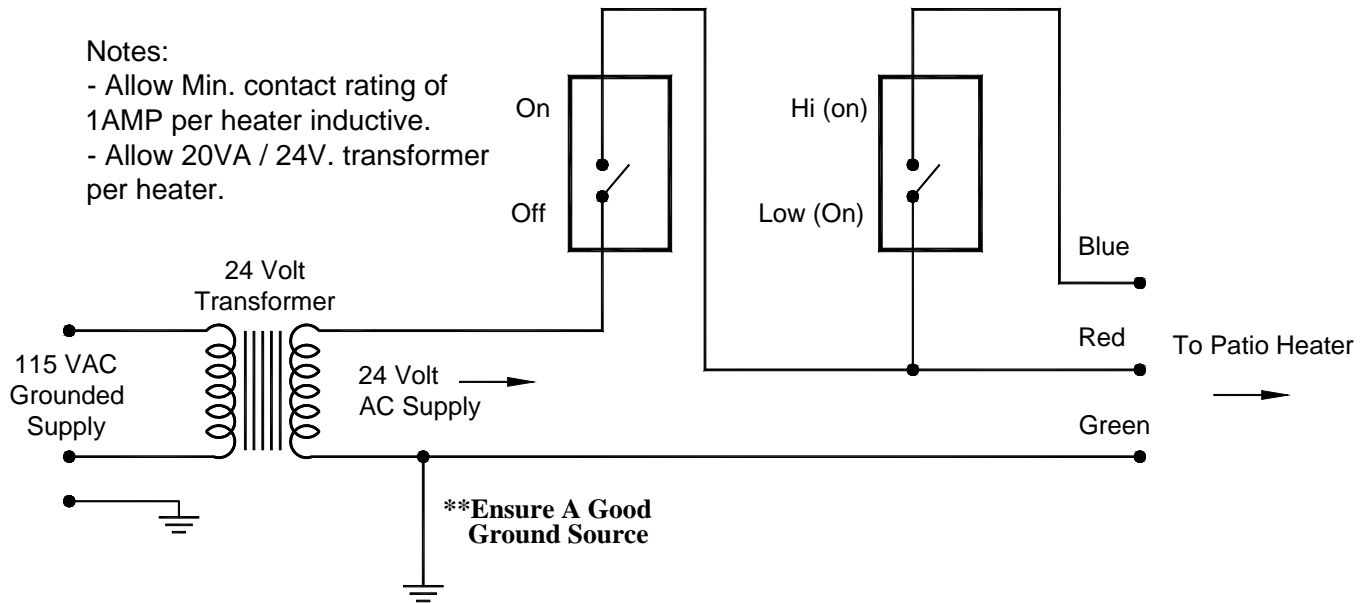 Notes:
- Allow Min. contact rating of
1AMP per heater inductive.
- Allow 20VA / 24V. transformer
per heater.
On
Off
Hi (on)
Low (On)
24 Volt
Transformer
115 VAC
Grounded
Supply
24 Volt
AC Supply
Blue
Red
Green
To Patio Heater
**Ensure A Good
Ground Source